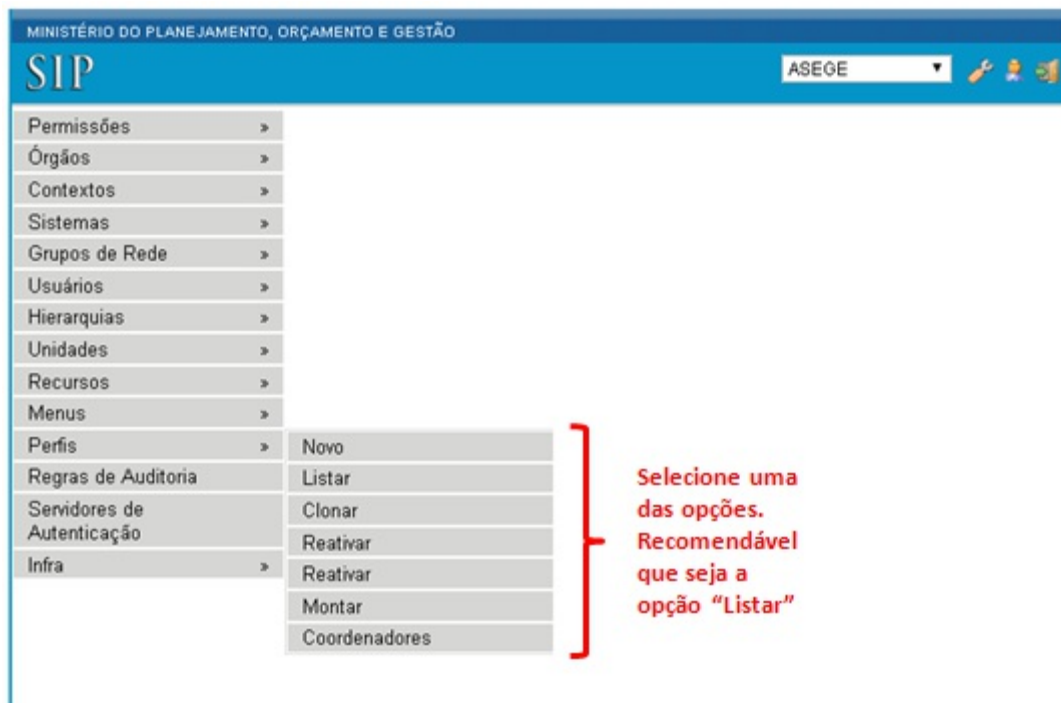 MINISTÉRIO DO PLANEJAMENTO, ORÇAMENTO E GESTÃO
SIP
ASEGE
Permissões »
Órgãos »
Contextos »
Sistemas »
Grupos de Rede »
Usuários »
Hierarquias »
Unidades »
Recursos »
Menus »
Perfis »
Regras de Auditoria
Servidores de
Autenticação
Infra »
Novo
Listar
Clonar
Reativar
Reativar
Montar
Coordenadores
Selecione uma
das opções.
Recomendável
que seja a
opção “Listar”